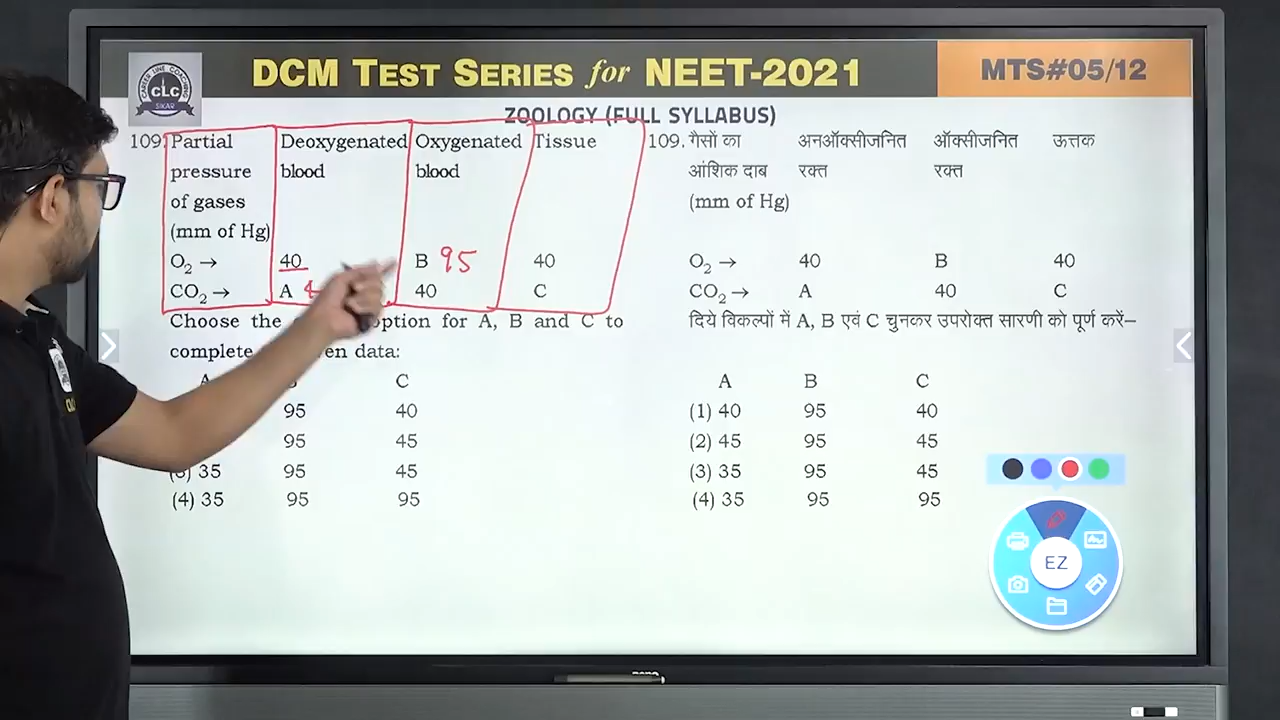 DCM TEST SERIES for NEET-2021
MTS#05/12
CAREER LINE COACHING
CLC
SIKAR
ZOOLOGY (FULL SYLLABUS)
109. Partial Deoxygenated Oxygenated Tissue
pressure blood blood
of gases
(mm of Hg)
O₂ → 40 B 95 40
CO₂ → A 40 C
Choose the option for A, B and C to
complete data:
C
95 40
95 45
(3) 35 95 45
(4) 35 95 95
109. गैसों का अनऑक्सीजनित ऑक्सीजनित ऊत्तक
आंशिक दाब रक्त रक्त
(mm of Hg)
O₂ → 40 B 40
CO₂ → A 40 C
दिये विकल्पों में A, B एवं C चुनकर उपरोक्त सारणी को पूर्ण करें–
A B C
(1) 40 95 40
(2) 45 95 45
(3) 35 95 45
(4) 35 95 95
EZ